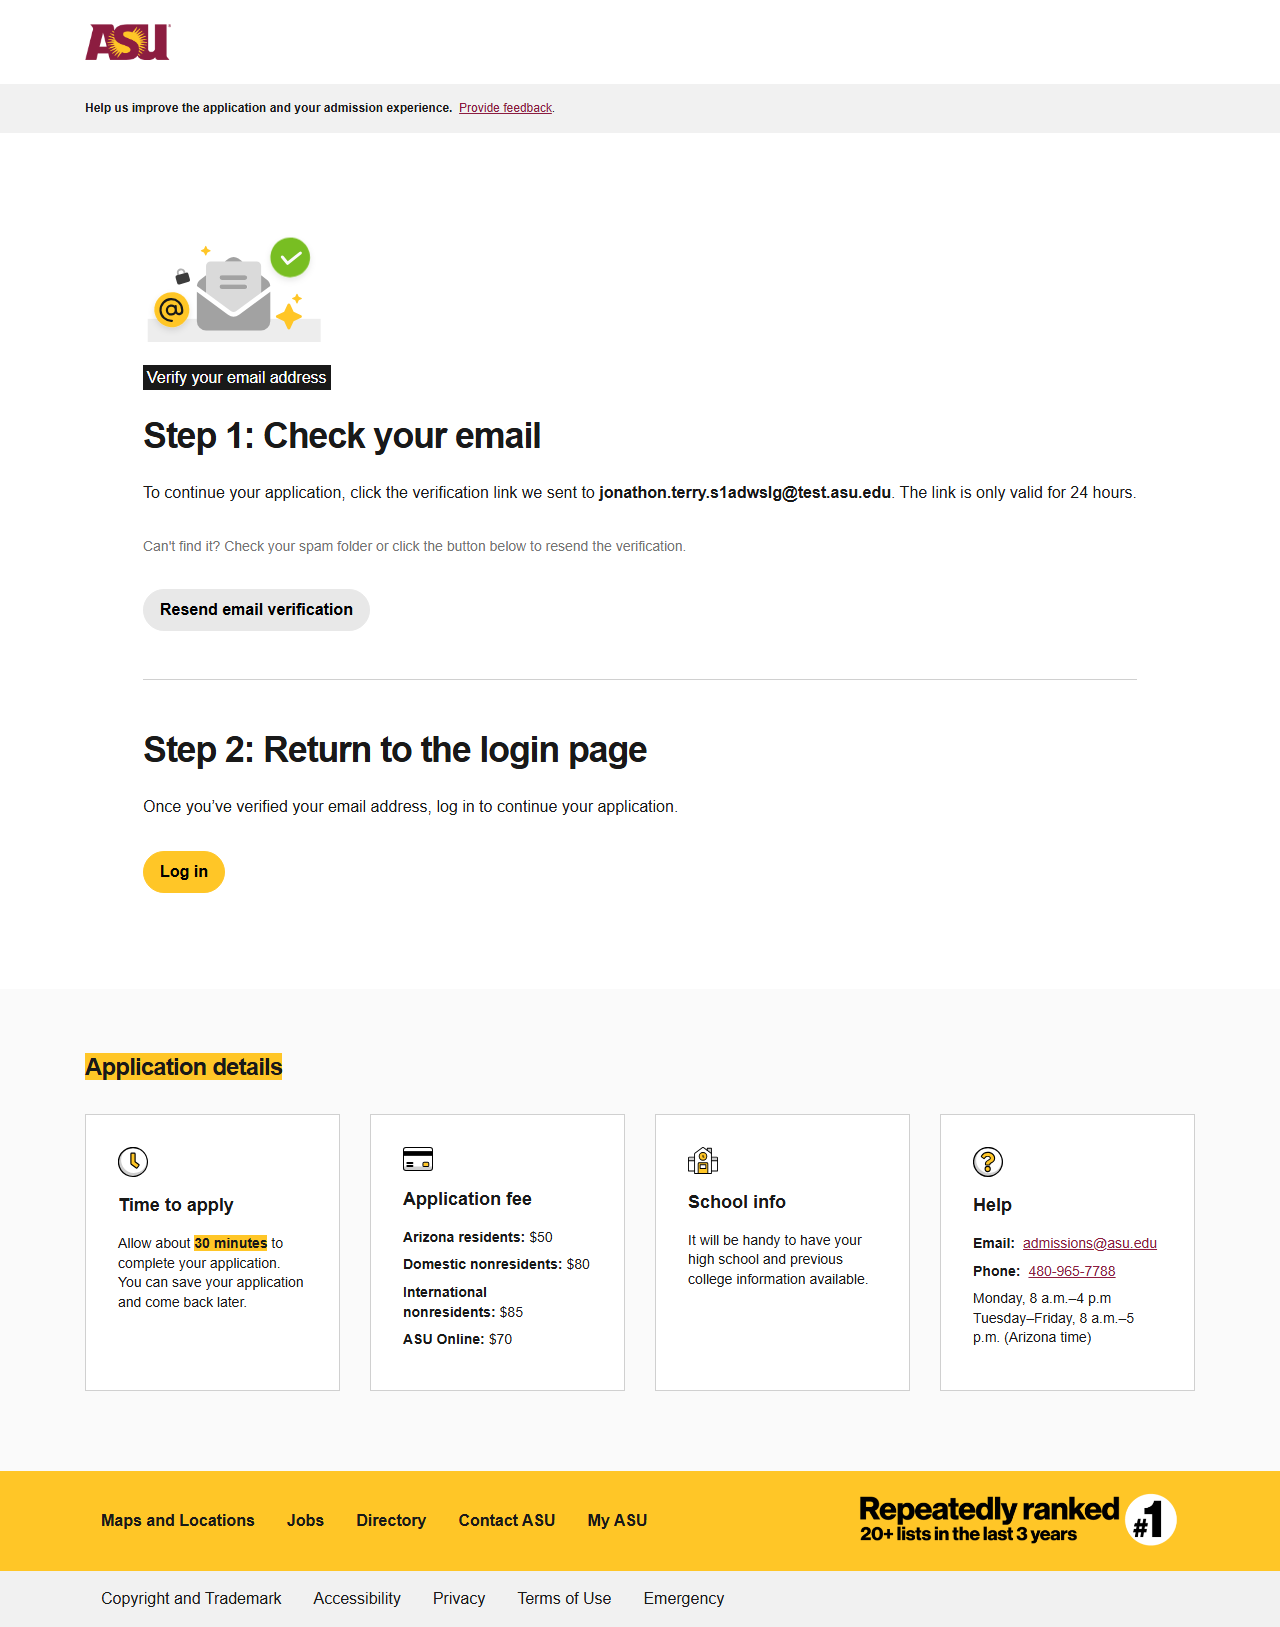 ASU
Help us improve the application and your admission experience. Provide feedback.
@
Verify your email address
Step 1: Check your email
To continue your application, click the verification link we sent to jonathon.terry.s1adwslg@test.asu.edu. The link is only valid for 24 hours.
Can't find it? Check your spam folder or click the button below to resend the verification.
Resend email verification
Step 2: Return to the login page
Once you’ve verified your email address, log in to continue your application.
Log in
Application details
Time to apply
Allow about 30 minutes to
complete your application.
You can save your application
and come back later.
Application fee
Arizona residents: $50
Domestic nonresidents: $80
International
nonresidents: $85
ASU Online: $70
School info
It will be handy to have your
high school and previous
college information available.
?
Help
Email: admissions@asu.edu
Phone: 480-965-7788
Monday, 8 a.m.–4 p.m
Tuesday–Friday, 8 a.m.–5
p.m. (Arizona time)
Maps and Locations Jobs Directory Contact ASU My ASU
Repeatedly ranked #1
20+ lists in the last 3 years
Copyright and Trademark Accessibility Privacy Terms of Use Emergency